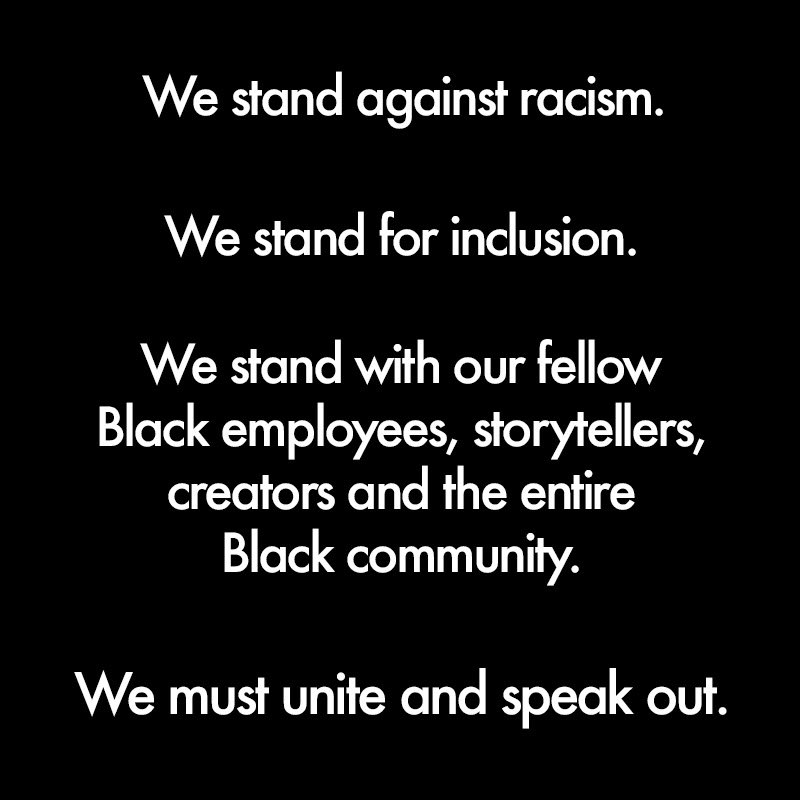 We stand against racism.
We stand for inclusion.
We stand with our fellow
Black employees, storytellers,
creators and the entire
Black community.
We must unite and speak out.